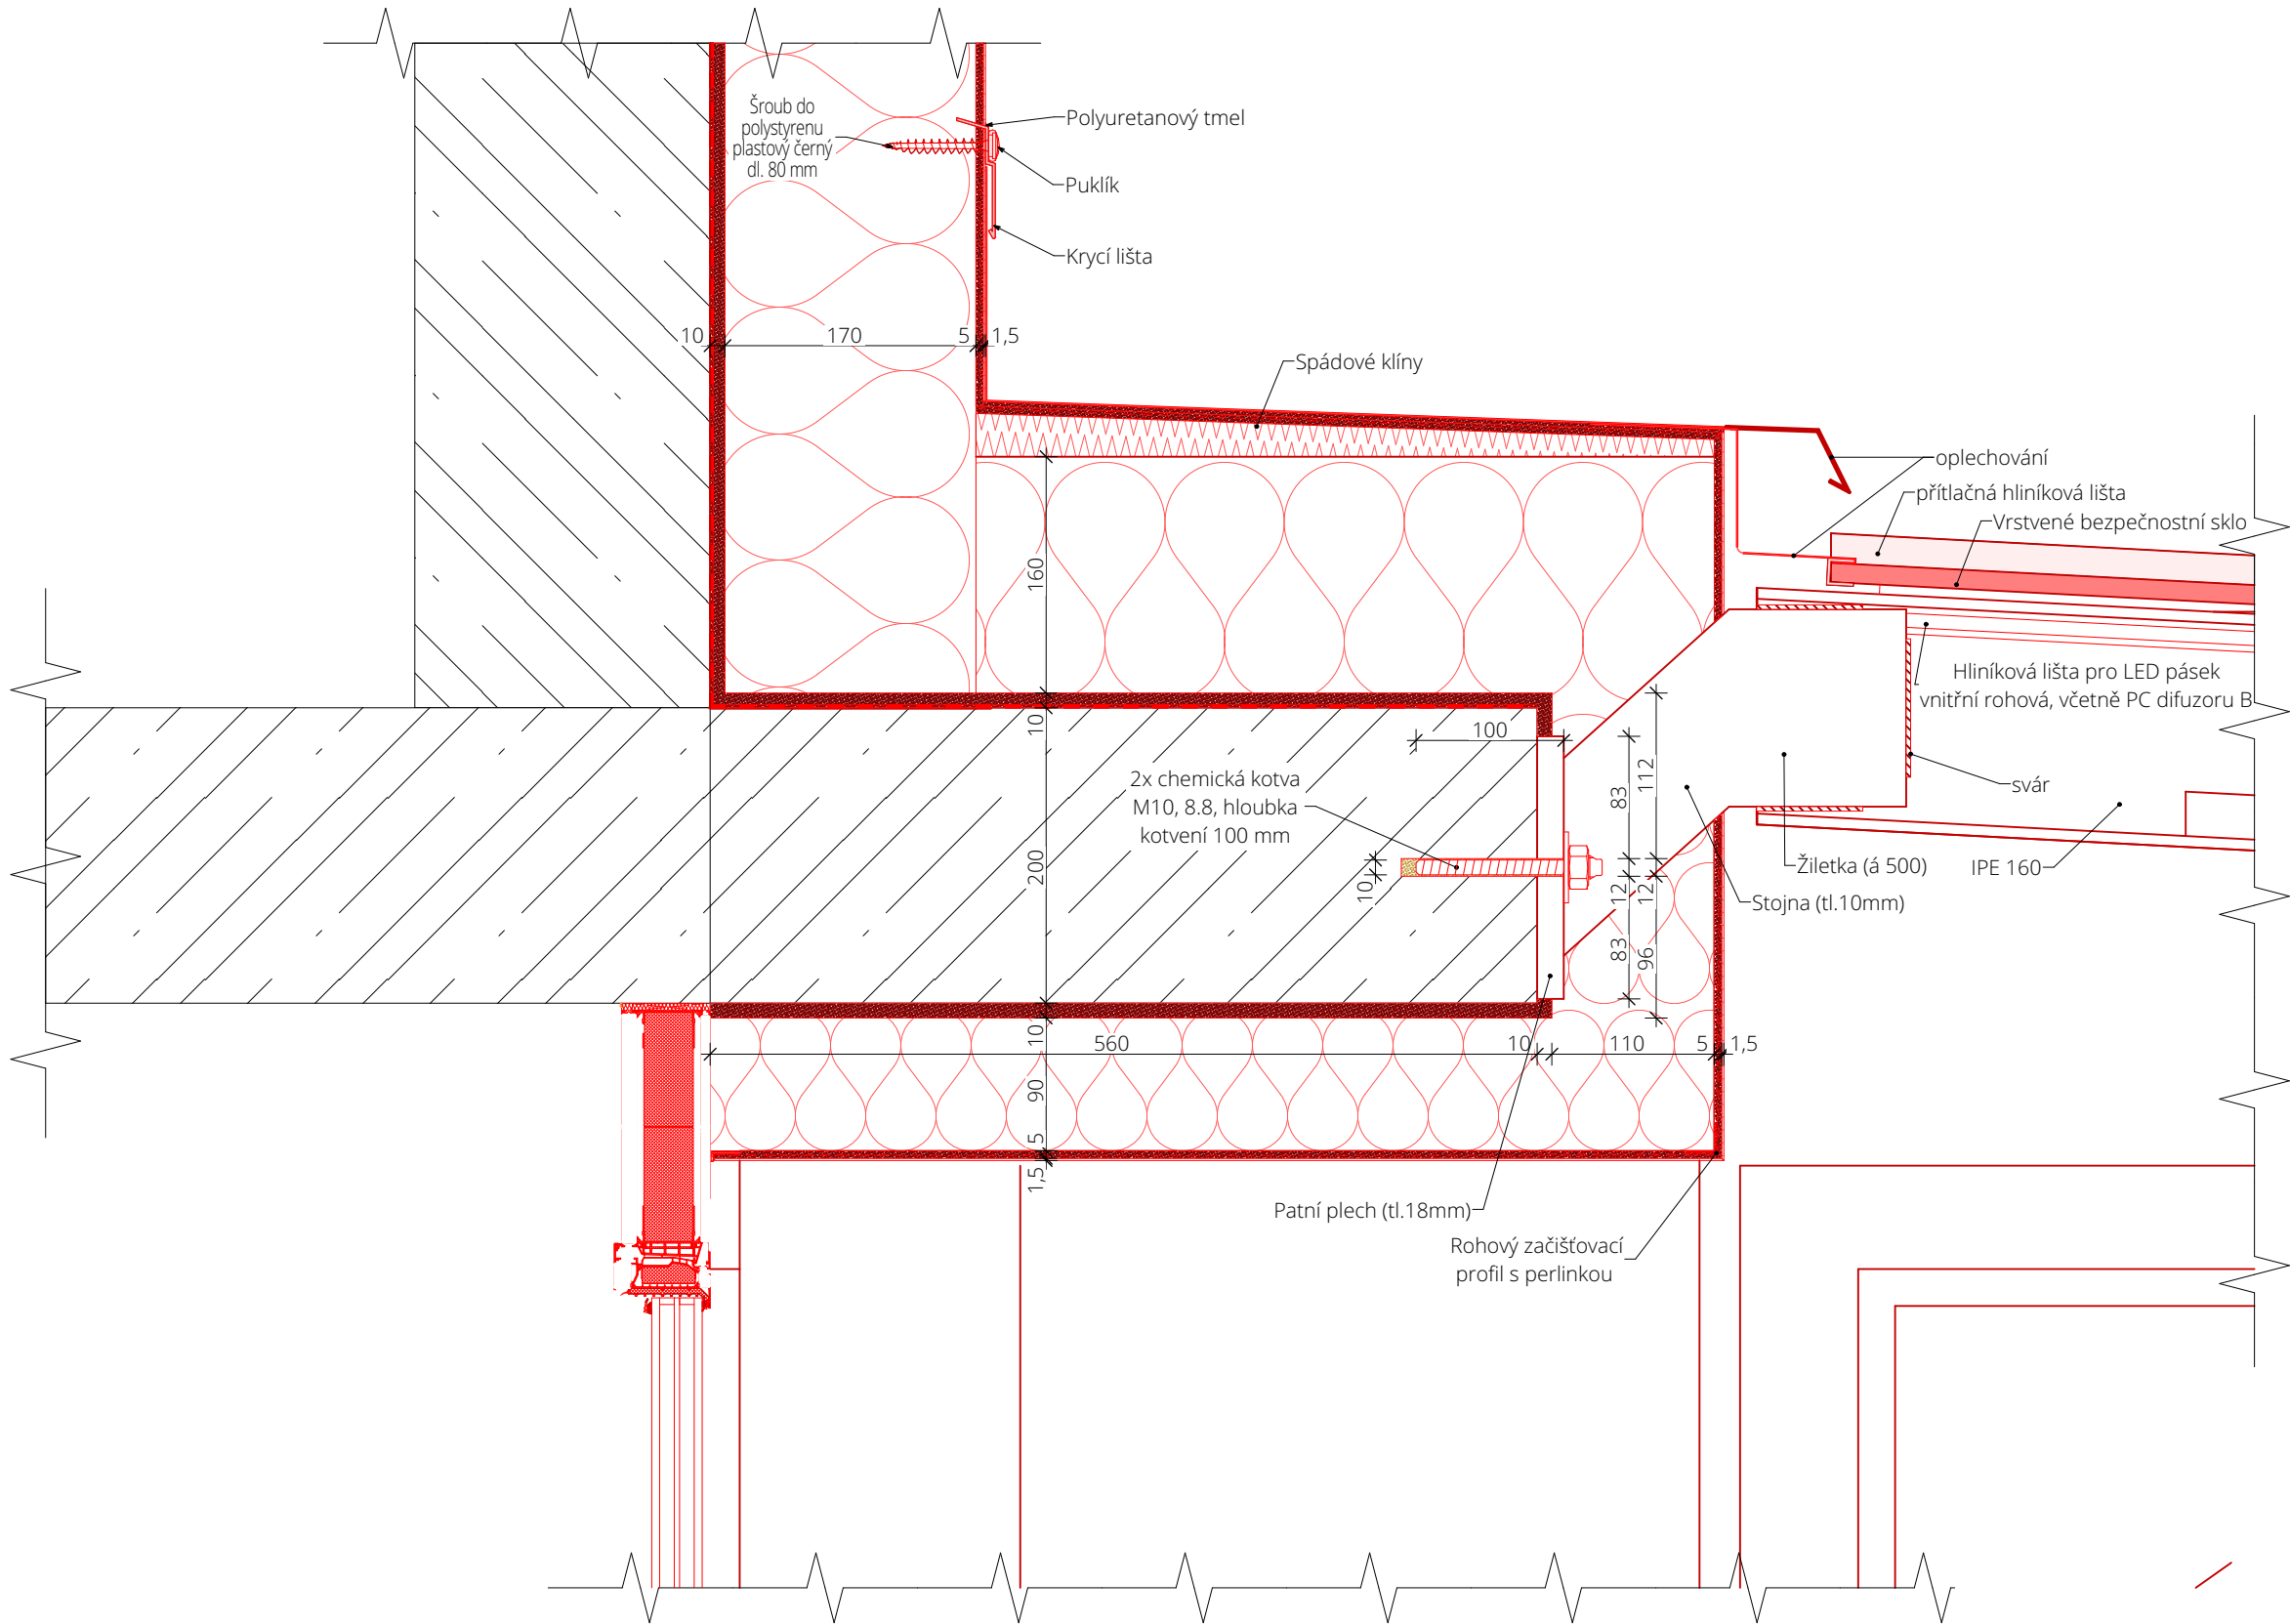 Šroub do
polystyrenu
plastový černý
dl. 80 mm
Polyuretanový tmel
Puklík
Krycí lišta
10
170
5
1,5
Spádové klíny
oplechování
přítlačná hliníková lišta
Vrstvené bezpečnostní sklo
160
Hliníková lišta pro LED pásek
vnitřní rohová, včetně PC difuzoru B
10
100
2x chemická kotva
M10, 8.8, hloubka
kotvení 100 mm
83
112
svár
200
10
12
12
Žiletka (á 500)
IPE 160
Stojna (tl.10mm)
83
96
10
560
10
110
5
1,5
90
5
1,5
Patní plech (tl.18mm)
Rohový začišťovací
profil s perlinkou